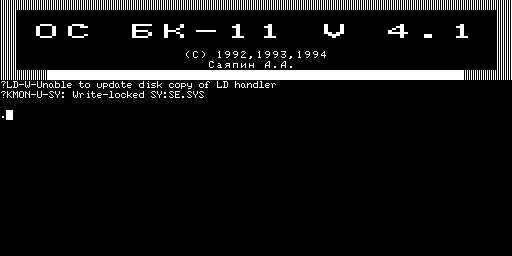 ОС БК-11 V 4.1
(C) 1992,1993,1994
Саяпин А.А.
?LD-W-Unable to update disk copy of LD handler
?KMON-U-SY: Write-locked SY:SE.SYS
.